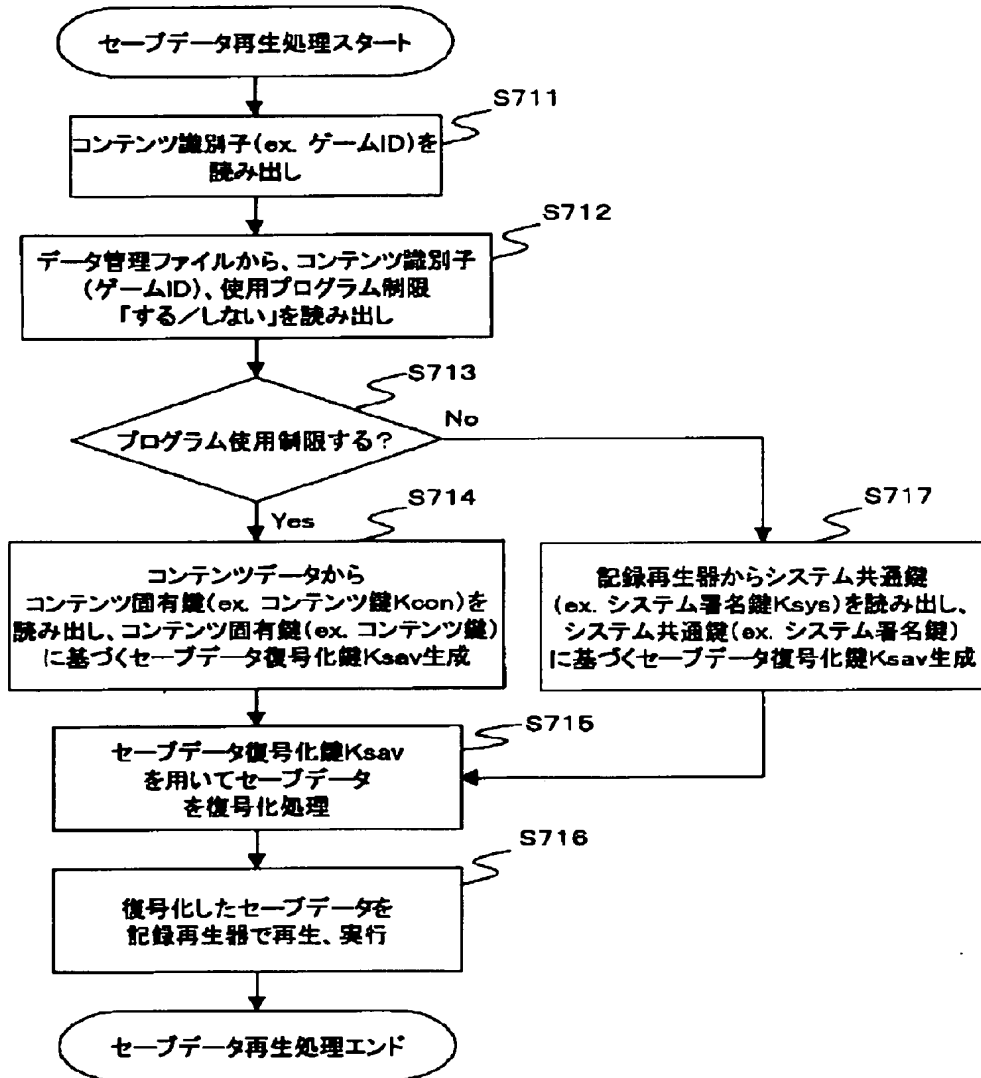 セーブデータ再生処理スタート
S711
コンテンツ識別子(ex. ゲームID)を
読み出し
S712
データ管理ファイルから、コンテンツ識別子
(ゲームID)、使用プログラム制限
「する/しない」を読み出し
S713
プログラム使用制限する?
No
Yes
S714
コンテンツデータから
コンテンツ固有鍵(ex. コンテンツ鍵Kcon)を
読み出し、コンテンツ固有鍵(ex. コンテンツ鍵)
に基づくセーブデータ復号化鍵Ksav生成
S717
記録再生器からシステム共通鍵
(ex. システム署名鍵Ksys)を読み出し、
システム共通鍵(ex. システム署名鍵)
に基づくセーブデータ復号化鍵Ksav生成
S715
セーブデータ復号化鍵Ksav
を用いてセーブデータ
を復号化処理
S716
復号化したセーブデータを
記録再生器で再生、実行
セーブデータ再生処理エンド